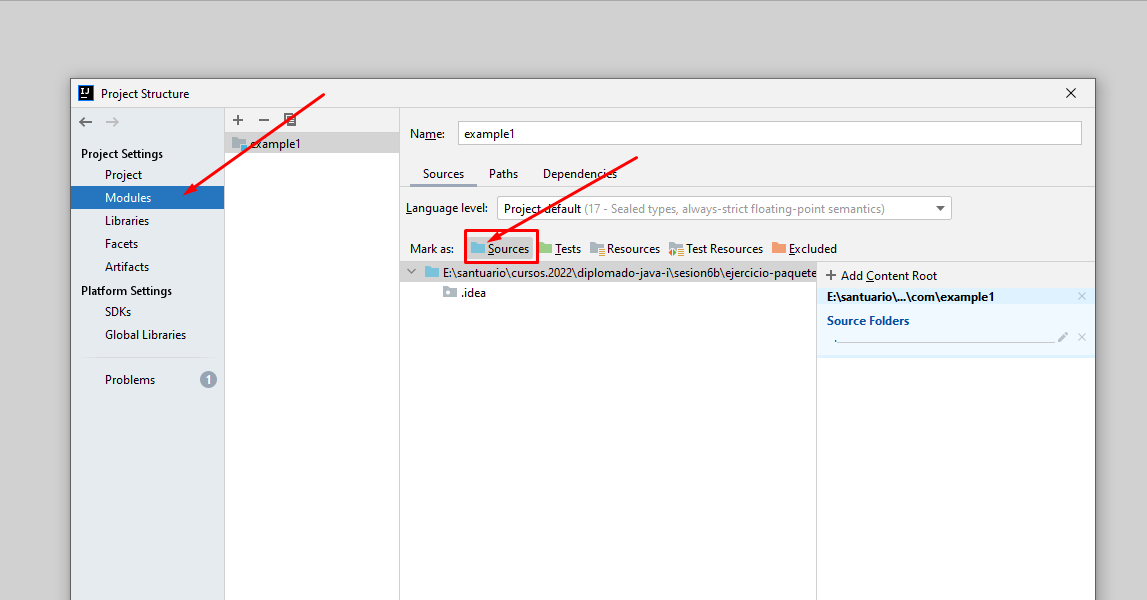 Project Structure
Project Settings
Project
Modules
Libraries
Facets
Artifacts
Platform Settings
SDKs
Global Libraries
Problems 1
example1
Name: example1
Sources Paths Dependencies
Language level: Project default (17 - Sealed types, always-strict floating-point semantics)
Mark as: Sources Tests Resources Test Resources Excluded
E:\santuario\cursos.2022\diplomado-java-i\sesion6b\ejercicio-paquete
.idea
+ Add Content Root
E:\santuario\...\com\example1
Source Folders
.